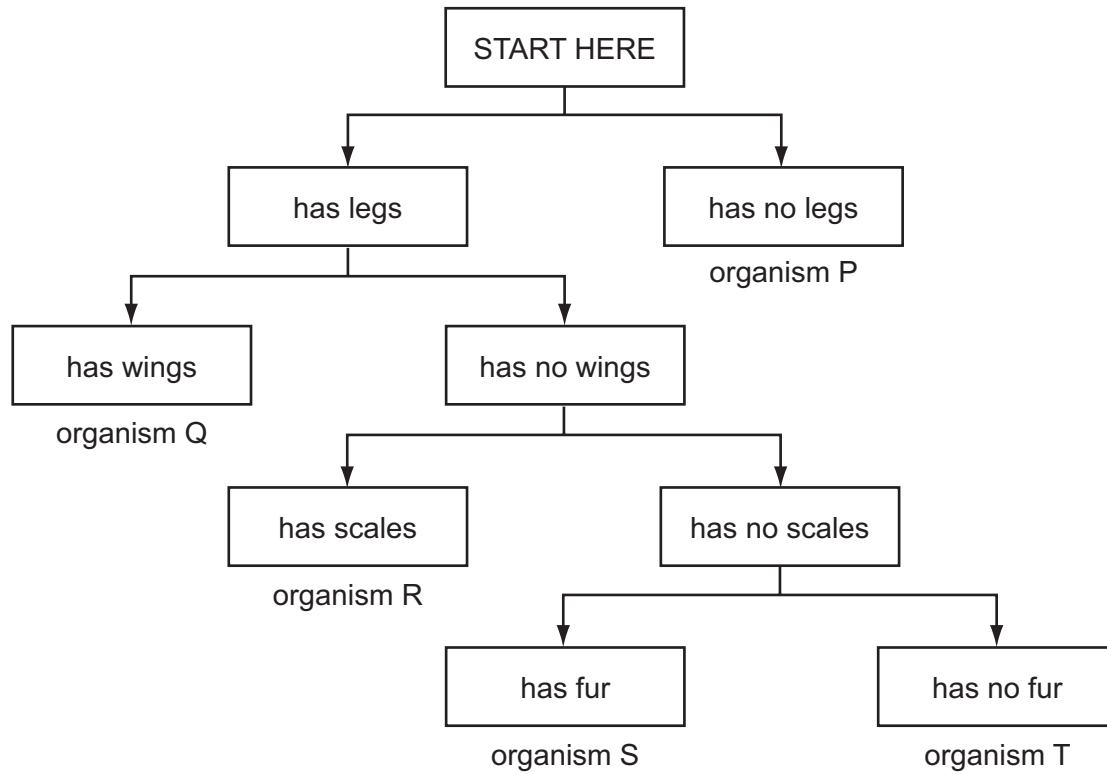 START HERE
has legs
has no legs
organism P
has wings
has no wings
organism Q
has scales
has no scales
organism R
has fur
has no fur
organism S
organism T